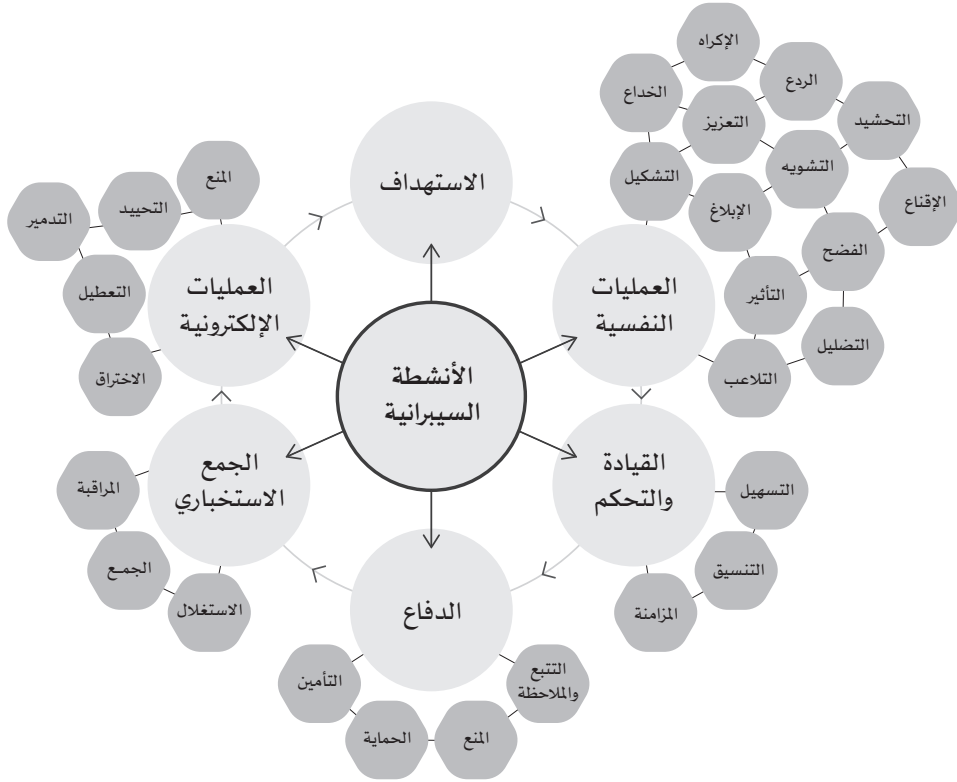 الإكراه
الردع
الخداع
التحشيد
التعزيز
التشويه
التشكيل
الإقناع
الإبلاغ
الفضح
التأثير
التضليل
التلاعب
الاستهداف
العمليات
النفسية
المنع
التحييد
التدمير
التعطيل
الاختراق
العمليات
الإلكترونية
الأنشطة
السيبرانية
القيادة
والتحكم
التسهيل
التنسيق
المزامنة
الجمع
الاستخباري
المراقبة
الجمـع
الاستغلال
الدفاع
التتبع
والملاحظة
المنع
الحماية
التأمين